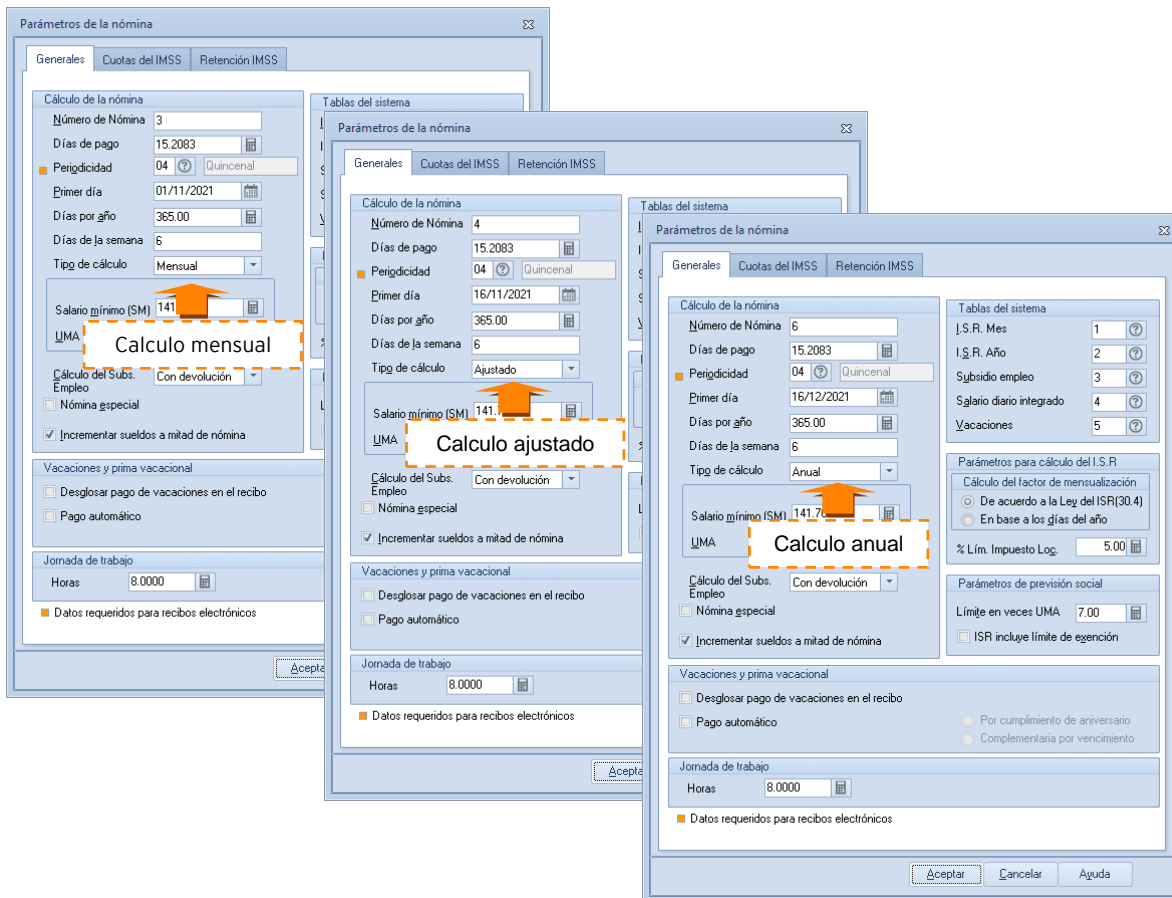 Parámetros de la nómina
Generales Cuotas del IMSS Retención IMSS
Cálculo de la nómina
Número de Nómina 3
Días de pago 15.2083
Periodicidad 04 Quincenal
Primer día 01/11/2021
Días por año 365.00
Días de la semana 6
Tipo de cálculo Mensual
Salario mínimo (SM) 141
UMA
Calculo mensual
Cálculo del Subs. Empleo Con devolución
Nómina especial
Incrementar sueldos a mitad de nómina
Vacaciones y prima vacacional
Desglosar pago de vacaciones en el recibo
Pago automático
Jornada de trabajo
Horas 8.0000
Datos requeridos para recibos electrónicos
Tablas del sistema
Acepta
Parámetros de la nómina
Generales Cuotas del IMSS Retención IMSS
Cálculo de la nómina
Número de Nómina 4
Días de pago 15.2083
Periodicidad 04 Quincenal
Primer día 16/11/2021
Días por año 365.00
Días de la semana 6
Tipo de cálculo Ajustado
Salario mínimo (SM) 141.7
UMA
Calculo ajustado
Cálculo del Subs. Empleo Con devolución
Nómina especial
Incrementar sueldos a mitad de nómina
Vacaciones y prima vacacional
Desglosar pago de vacaciones en el recibo
Pago automático
Jornada de trabajo
Horas 8.0000
Datos requeridos para recibos electrónicos
Tablas del sistema
Acepta
Parámetros de la nómina
Generales Cuotas del IMSS Retención IMSS
Cálculo de la nómina
Número de Nómina 6
Días de pago 15.2083
Periodicidad 04 Quincenal
Primer día 16/12/2021
Días por año 365.00
Días de la semana 6
Tipo de cálculo Anual
Salario mínimo (SM) 141.70
UMA
Calculo anual
Cálculo del Subs. Empleo Con devolución
Nómina especial
Incrementar sueldos a mitad de nómina
Tablas del sistema
I.S.R. Mes 1
I.S.R. Año 2
Subsidio empleo 3
Salario diario integrado 4
Vacaciones 5
Parámetros para cálculo del I.S.R
Cálculo del factor de mensualización
De acuerdo a la Ley del ISR(30.4)
En base a los días del año
% Lím. Impuesto Loc. 5.00
Parámetros de previsión social
Límite en veces UMA 7.00
ISR incluye límite de exención
Vacaciones y prima vacacional
Desglosar pago de vacaciones en el recibo
Pago automático
Por cumplimiento de aniversario
Complementaria por vencimiento
Jornada de trabajo
Horas 8.0000
Datos requeridos para recibos electrónicos
Aceptar Cancelar Ayuda